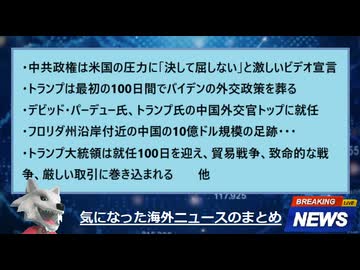 ・中共政権は米国の圧力に「決して屈しない」と激しいビデオ宣言
・トランプは最初の100日間でバイデンの外交政策を葬る
・デビッド・パーデュー氏、トランプ氏の中国外交官トップに就任
・フロリダ州沿岸付近の中国の10億ドル規模の足跡・・・
・トランプ大統領は就任100日を迎え、貿易戦争、致命的な戦
争、厳しい取引に巻き込まれる　　他
117,925
気になった海外ニュースのまとめ
BREAKING LIVE
NEWS